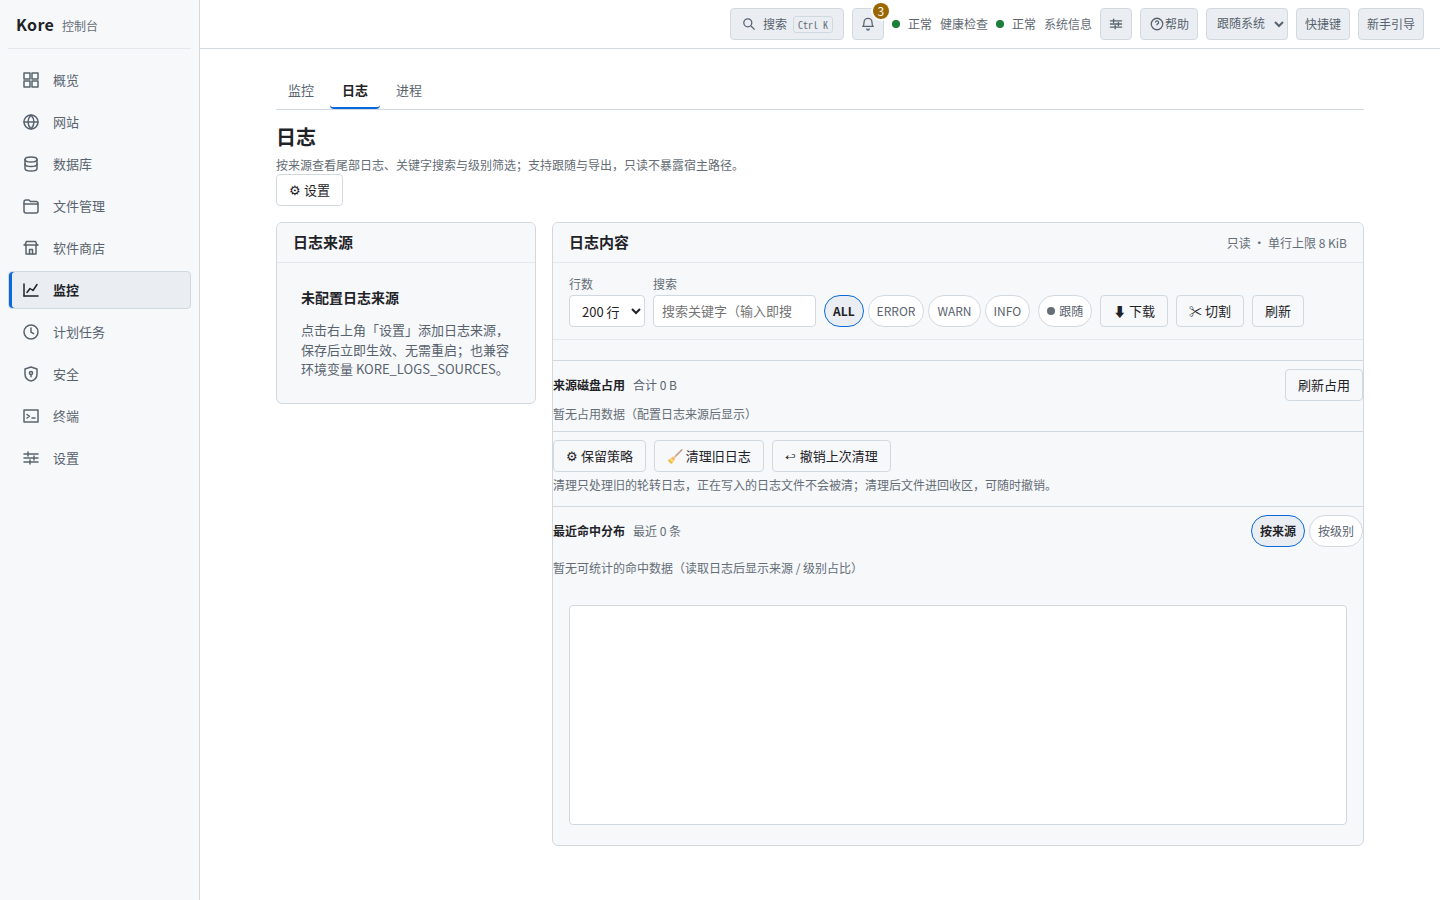 Kore 控制台
搜索 Ctrl K
3
正常 健康检查
正常 系统信息
帮助
跟随系统
快捷键
新手引导
概览
网站
数据库
文件管理
软件商店
监控
计划任务
安全
终端
设置
监控 日志 进程
日志
按来源查看尾部日志、关键字搜索与级别筛选；支持跟随与导出，只读不暴露宿主路径。
⚙ 设置
日志来源
未配置日志来源
点击右上角「设置」添加日志来源，
保存后立即生效、无需重启；也兼容
环境变量 KORE_LOGS_SOURCES。
日志内容
只读 · 单行上限 8 KiB
行数 搜索
200 行 搜索关键字（输入即搜 ALL ERROR WARN INFO 跟随 ⬇ 下载 ✂ 切割 刷新
来源磁盘占用 合计 0 B 刷新占用
暂无占用数据（配置日志来源后显示）
⚙ 保留策略 🧹 清理旧日志 ↩ 撤销上次清理
清理只处理旧的轮转日志，正在写入的日志文件不会被清；清理后文件进回收区，可随时撤销。
最近命中分布 最近 0 条 按来源 按级别
暂无可统计的命中数据（读取日志后显示来源 / 级别占比）